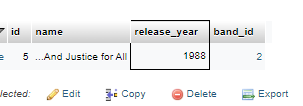 id name release_year band_id
e 5 ...And Justice for All 1988 2
lected: Edit Copy Delete Export